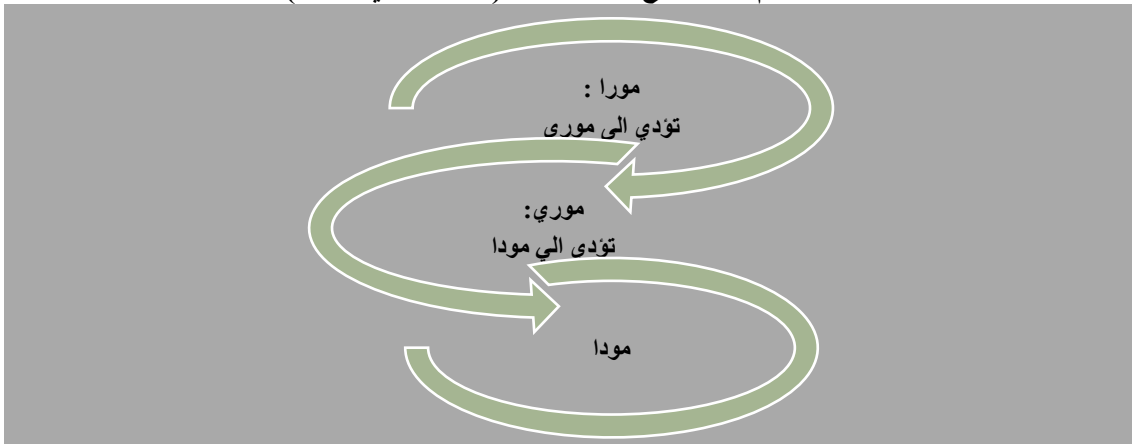 مورا :
تؤدي الى مورى
موري:
تؤدى الي مودا
مودا